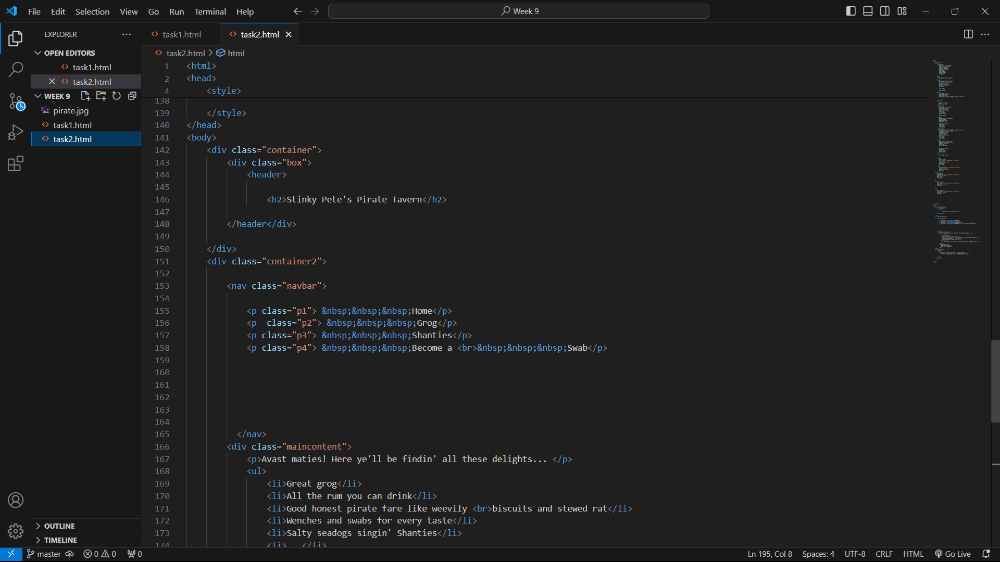 File Edit Selection View Go Run Terminal Help
Week 9
EXPLORER
OPEN EDITORS
task1.html
task2.html
WEEK 9
pirate.jpg
task1.html
task2.html
OUTLINE
TIMELINE
task1.html task2.html
task2.html > html
1 <html>
2 <head>
4 <style>
138
139 </style>
140 </head>
141 <body>
142 <div class="container">
143 <div class="box">
144 <header>
145
146 <h2>Stinky Pete's Pirate Tavern</h2>
147
148 </header</div>
149
150 </div>
151 <div class="container2">
152
153 <nav class="navbar">
154
155 <p class="p1"> &nbsp;&nbsp;&nbsp;Home</p>
156 <p  class="p2"> &nbsp;&nbsp;&nbsp;Grog</p>
157 <p class="p3"> &nbsp;&nbsp;&nbsp;Shanties</p>
158 <p class="p4"> &nbsp;&nbsp;&nbsp;Become a <br>&nbsp;&nbsp;&nbsp;Swab</p>
159
160
161
162
163
164
165 </nav>
166 <div class="maincontent">
167 <p>Avast maties! Here ye'll be findin' all these delights... </p>
168 <ul>
169 <li>Great grog</li>
170 <li>All the rum you can drink</li>
171 <li>Good honest pirate fare like weevily <br>biscuits and stewed rat</li>
172 <li>Wenches and swabs for every taste</li>
173 <li>Salty seadogs singin' Shanties</li>
174 <li> </li>
master 0 0 0
Ln 195, Col 8 Spaces: 4 UTF-8 CRLF HTML Go Live